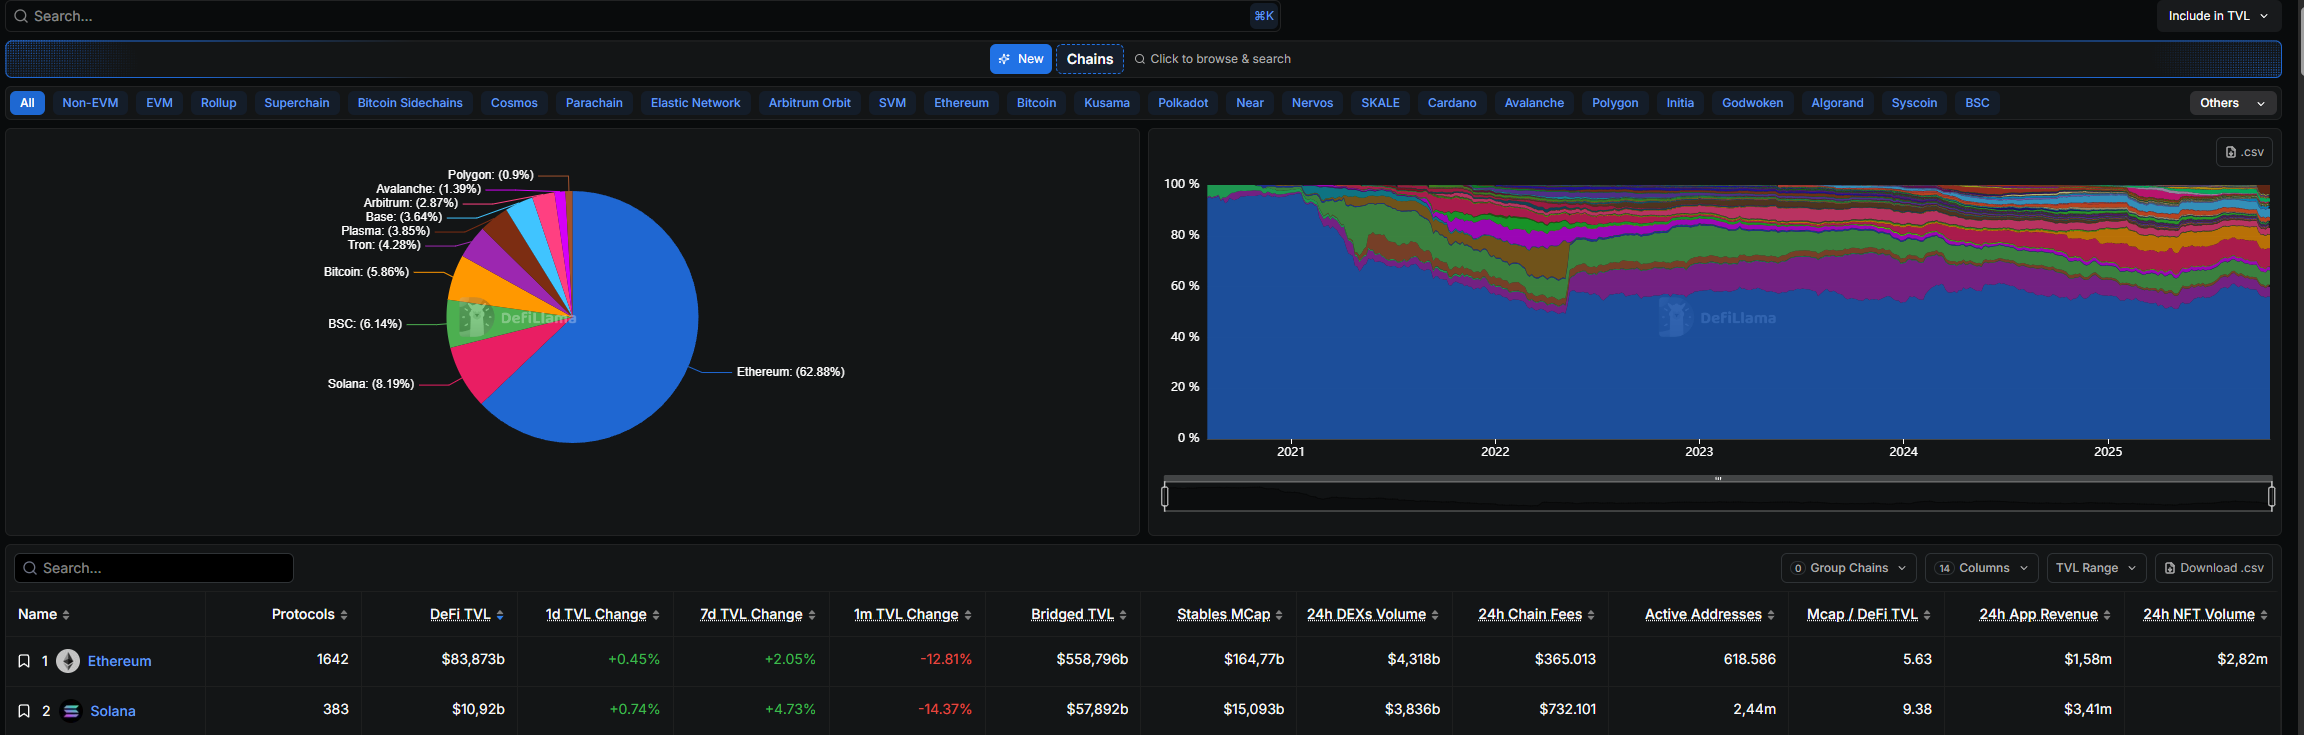 Search... ⌘K Include in TVL
New Chains Click to browse & search
All Non-EVM EVM Rollup Superchain Bitcoin Sidechains Cosmos Parachain Elastic Network Arbitrum Orbit SVM Ethereum Bitcoin Kusama Polkadot Near Nervos SKALE Cardano Avalanche Polygon Initia Godwoken Algorand Syscoin BSC Others
Polygon: (0.9%)
Avalanche: (1.39%)
Arbitrum: (2.87%)
Base: (3.64%)
Plasma: (3.85%)
Tron: (4.28%)
Bitcoin: (5.86%)
BSC: (6.14%)
DefiLlama
Ethereum: (62.88%)
Solana: (8.19%)
.csv
100 %
80 %
60 %
DefiLlama
40 %
20 %
0 %
2021 2022 2023 2024 2025
Search... 0 Group Chains 14 Columns TVL Range Download .csv
Name Protocols DeFi TVL 1d TVL Change 7d TVL Change 1m TVL Change Bridged TVL Stables MCap 24h DEXs Volume 24h Chain Fees Active Addresses Mcap / DeFi TVL 24h App Revenue 24h NFT Volume
1 Ethereum 1642 $83,873b +0.45% +2.05% -12.81% $558,796b $164,77b $4,318b $365.013 618.586 5.63 $1,58m $2,82m
2 Solana 383 $10,92b +0.74% +4.73% -14.37% $57,892b $15,093b $3,836b $732.101 2,44m 9.38 $3,41m